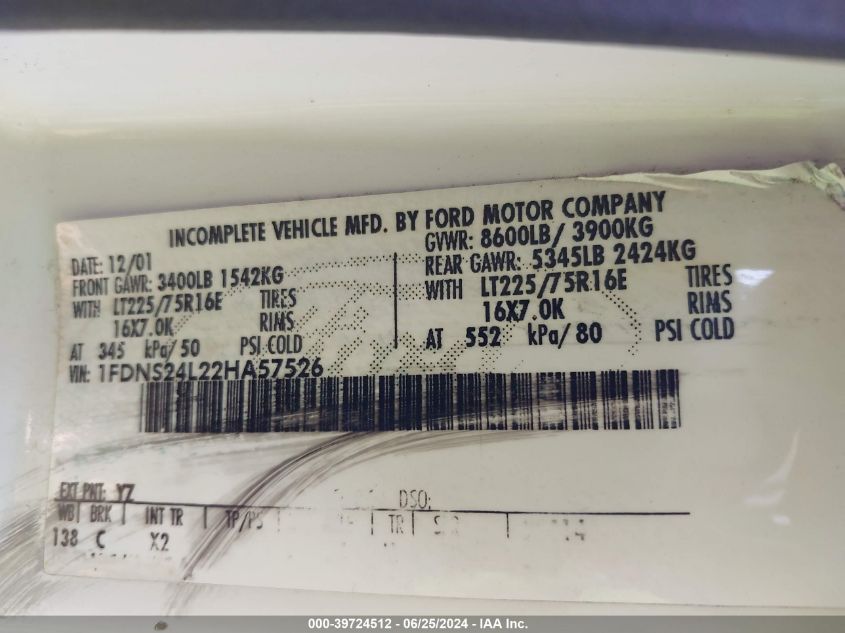 INCOMPLETE VEHICLE MFD. BY FORD MOTOR COMPANY
DATE: 12/01
GVWR: 8600LB/ 3900KG
FRONT GAWR: 3400LB 1542KG
REAR GAWR: 5345LB 2424KG
WITH LT225/75R16E TIRES
WITH LT225/75R16E TIRES
16X7.0K RIMS
16X7.0K RIMS
AT 345 kPa/ 50 PSI COLD
AT 552 kPa/ 80 PSI COLD
VIN: 1FDNS24L22HA57526
EXT PNT: YZ DSO:
WB BRK INT TR TP/PS TR
138 C X2
000-39724512 - 06/25/2024 - IAA Inc.